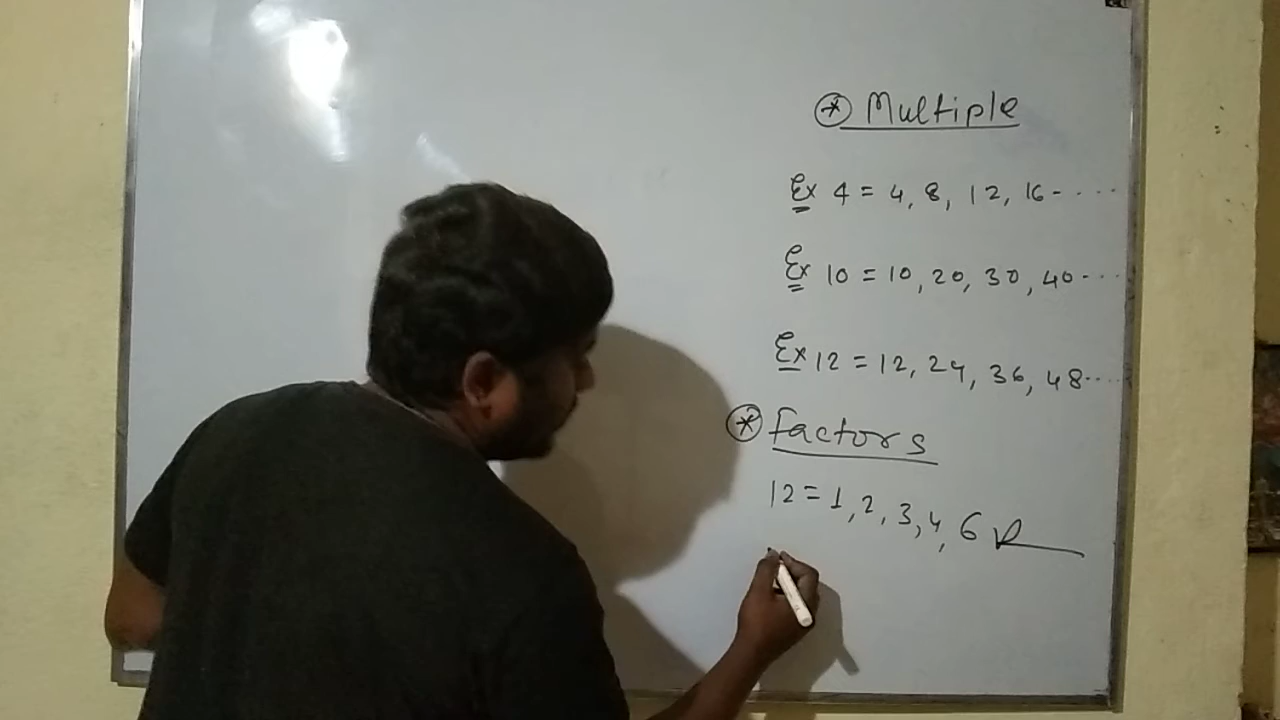 * Multiple
Ex 4 = 4, 8, 12, 16-....
Ex 10 = 10, 20, 30, 40....
Ex 12 = 12, 24, 36, 48....
* factors
12 = 1, 2, 3, 4, 6